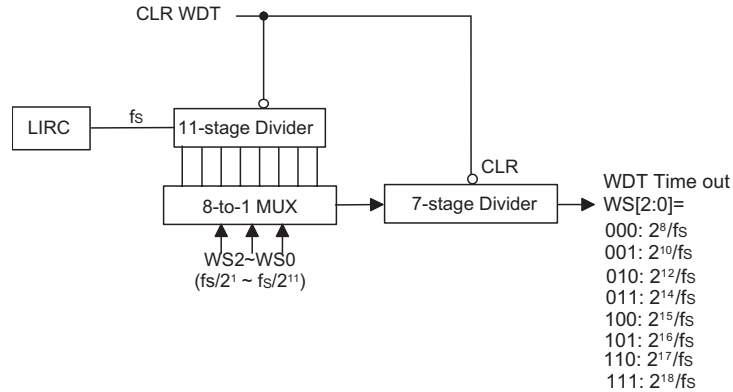 CLR WDT
LIRC
fS
11-stage Divider
CLR
8-to-1 MUX
7-stage Divider
WS2~WS0
(fS/2¹ ~ fS/2¹¹)
WDT Time out
WS[2:0]=
000: 2⁸/fS
001: 2¹⁰/fS
010: 2¹²/fS
011: 2¹⁴/fS
100: 2¹⁵/fS
101: 2¹⁶/fS
110: 2¹⁷/fS
111: 2¹⁸/fS